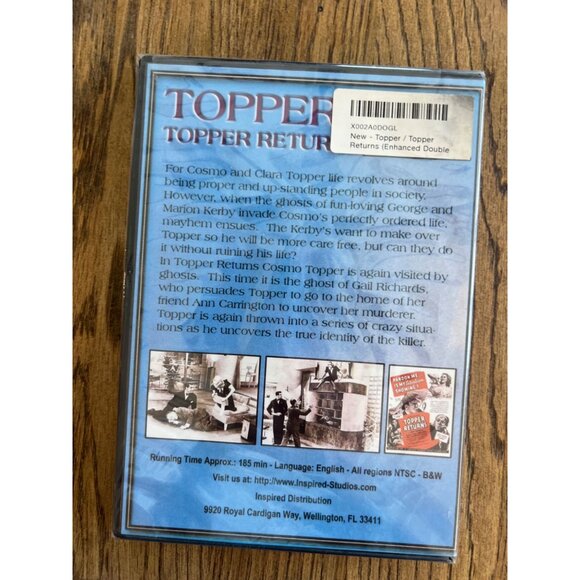 TOPPER
TOPPER RETUR
X002A0DOGL
New - Topper / Topper
Returns (Enhanced Double
For Cosmo and Clara Topper life revolves around
being proper and up-standing people in society.
However, when the ghosts of fun-loving George and
Marion Kerby invade Cosmo's perfectly ordered life,
mayhem ensues. The Kerby's want to make over
Topper so he will be more care free, but can they do
it without ruining his life?
In Topper Returns Cosmo Topper is again visited by
ghosts. This time it is the ghost of Gail Richards,
who persuades Topper to go to the home of her
friend Ann Carrington to uncover her murderer.
Topper is again thrown into a series of crazy situa-
tions as he uncovers the true identity of the killer.
PARDON ME
IS MY
SHOWING?
TOPPER
RETURNS
Running Time Approx.: 185 min - Language: English - All regions NTSC - B&W
Visit us at: http://www.Inspired-Studios.com
Inspired Distribution
9920 Royal Cardigan Way, Wellington, FL 33411